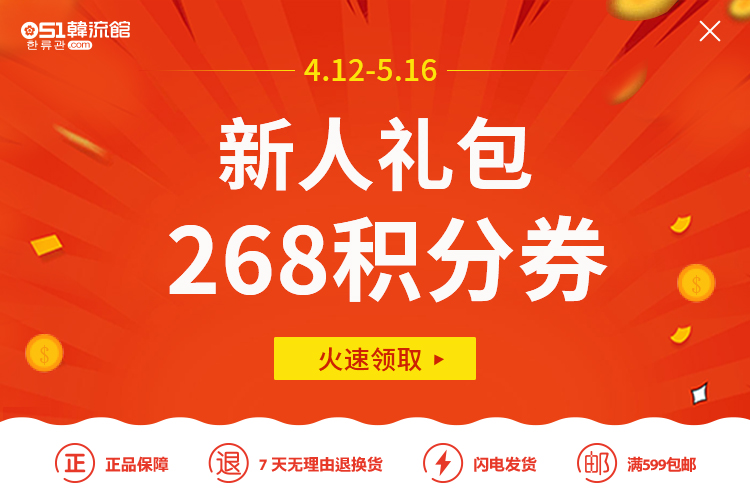 051韓流館
한류관.com
4.12-5.16
新人礼包
268积分券
火速领取
正 正品保障
退 7 天无理由退换货
闪电发货
邮 满599包邮